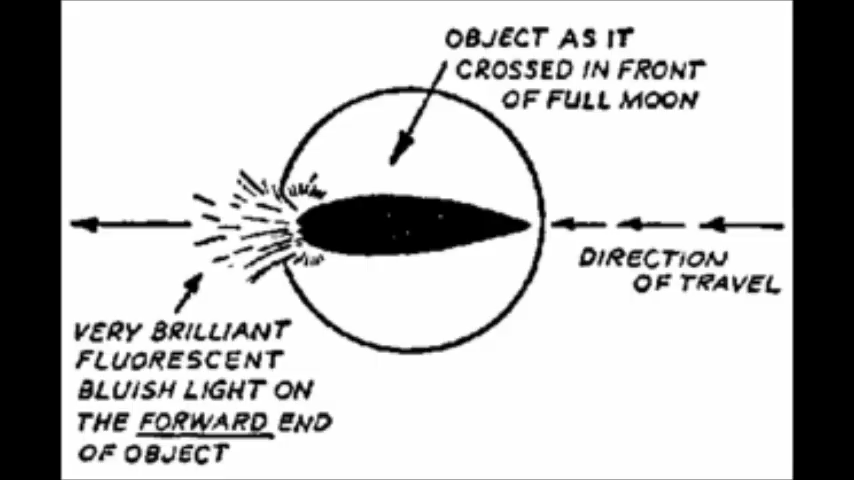 OBJECT AS IT
CROSSED IN FRONT
OF FULL MOON
DIRECTION
OF TRAVEL
VERY BRILLIANT
FLUORESCENT
BLUISH LIGHT ON
THE FORWARD END
OF OBJECT